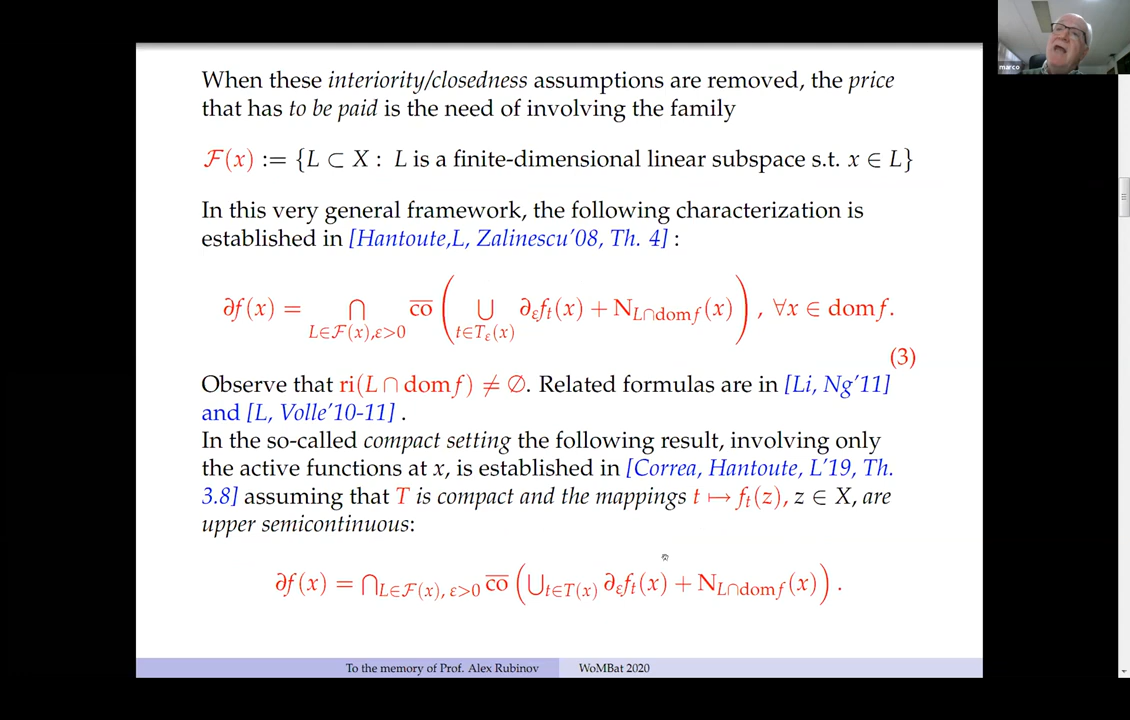 marco
When these interiority/closedness assumptions are removed, the price
that has to be paid is the need of involving the family
ℱ(x) := {L ⊂ X : L is a finite-dimensional linear subspace s.t. x ∈ L}
In this very general framework, the following characterization is
established in [Hantoute,L, Zalinescu'08, Th. 4] :
∂f(x) = ⋂_{L∈ℱ(x),ε>0} c̅o̅ ( ⋃_{t∈T_ε(x)} ∂_ε f_t(x) + N_{L∩dom f}(x) ) , ∀x ∈ dom f.
(3)
Observe that ri(L ∩ dom f) ≠ ∅. Related formulas are in [Li, Ng'11]
and [L, Volle'10-11] .
In the so-called compact setting the following result, involving only
the active functions at x, is established in [Correa, Hantoute, L'19, Th.
3.8] assuming that T is compact and the mappings t ↦ f_t(z), z ∈ X, are
upper semicontinuous:
∂f(x) = ⋂_{L∈ℱ(x), ε>0} c̅o̅ ( ⋃_{t∈T(x)} ∂_ε f_t(x) + N_{L∩dom f}(x) ) .
To the memory of Prof. Alex Rubinov WoMBat 2020